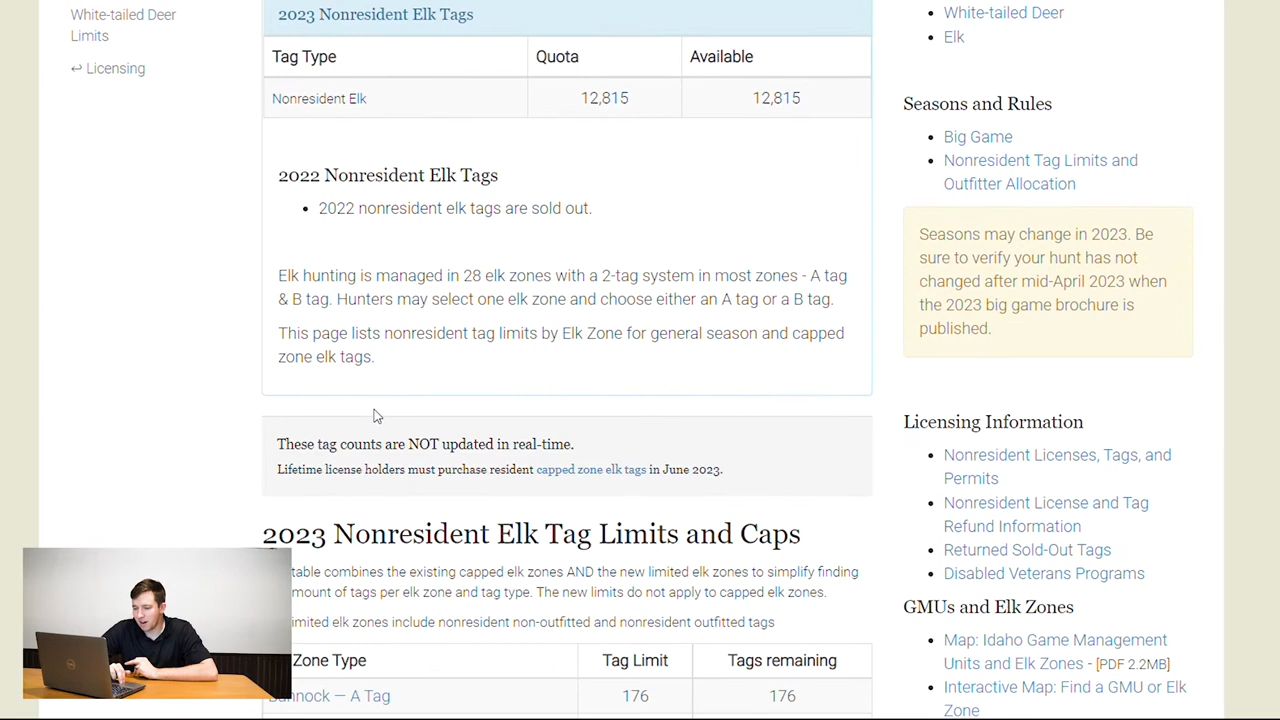 White-tailed Deer
Limits
↩ Licensing
2023 Nonresident Elk Tags
Tag Type Quota Available
Nonresident Elk 12,815 12,815
2022 Nonresident Elk Tags
• 2022 nonresident elk tags are sold out.
Elk hunting is managed in 28 elk zones with a 2-tag system in most zones - A tag
& B tag. Hunters may select one elk zone and choose either an A tag or a B tag.
This page lists nonresident tag limits by Elk Zone for general season and capped
zone elk tags.
These tag counts are NOT updated in real-time.
Lifetime license holders must purchase resident capped zone elk tags in June 2023.
2023 Nonresident Elk Tag Limits and Caps
table combines the existing capped elk zones AND the new limited elk zones to simplify finding
amount of tags per elk zone and tag type. The new limits do not apply to capped elk zones.
imited elk zones include nonresident non-outfitted and nonresident outfitted tags
Zone Type Tag Limit Tags remaining
nnock — A Tag 176 176
• White-tailed Deer
• Elk
Seasons and Rules
• Big Game
• Nonresident Tag Limits and
Outfitter Allocation
Seasons may change in 2023. Be
sure to verify your hunt has not
changed after mid-April 2023 when
the 2023 big game brochure is
published.
Licensing Information
• Nonresident Licenses, Tags, and
Permits
• Nonresident License and Tag
Refund Information
• Returned Sold-Out Tags
• Disabled Veterans Programs
GMUs and Elk Zones
• Map: Idaho Game Management
Units and Elk Zones - [PDF 2.2MB]
• Interactive Map: Find a GMU or Elk
Zone